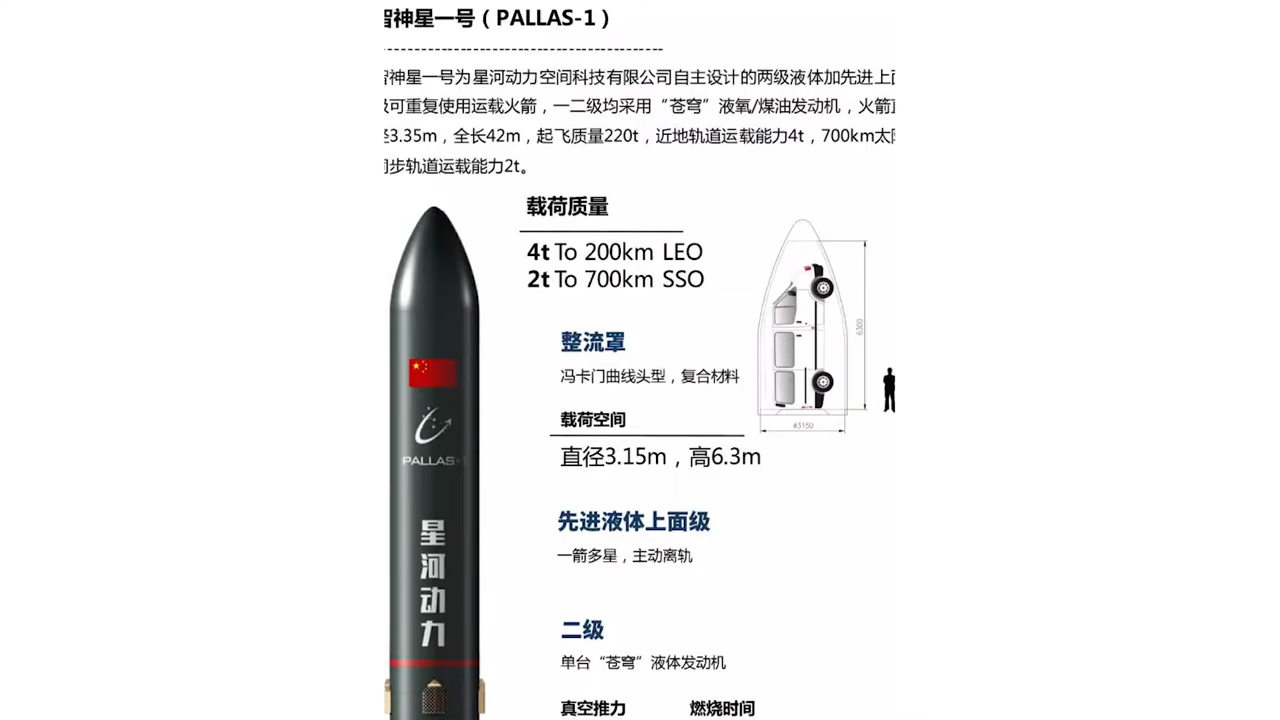 智神星一号（PALLAS-1）
智神星一号为星河动力空间科技有限公司自主设计的两级液体加先进上面
级可重复使用运载火箭，一二级均采用“苍穹”液氧/煤油发动机，火箭直
径3.35m，全长42m，起飞质量220t，近地轨道运载能力4t，700km太阳
同步轨道运载能力2t。
载荷质量
4t To 200km LEO
2t To 700km SSO
6300
整流罩
冯卡门曲线头型，复合材料
载荷空间
ø3150
直径3.15m，高6.3m
PALLAS-1
星河动力
先进液体上面级
一箭多星，主动离轨
二级
单台“苍穹”液体发动机
真空推力 燃烧时间